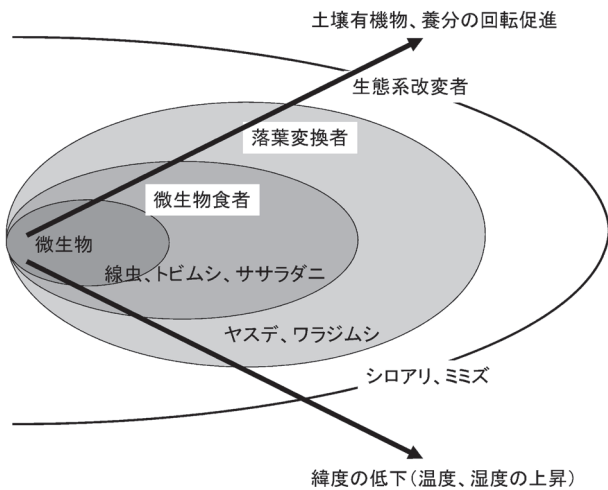 土壌有機物、養分の回転促進
生態系改変者
落葉変換者
微生物食者
微生物
線虫、トビムシ、ササラダニ
ヤスデ、ワラジムシ
シロアリ、ミミズ
緯度の低下(温度、湿度の上昇)